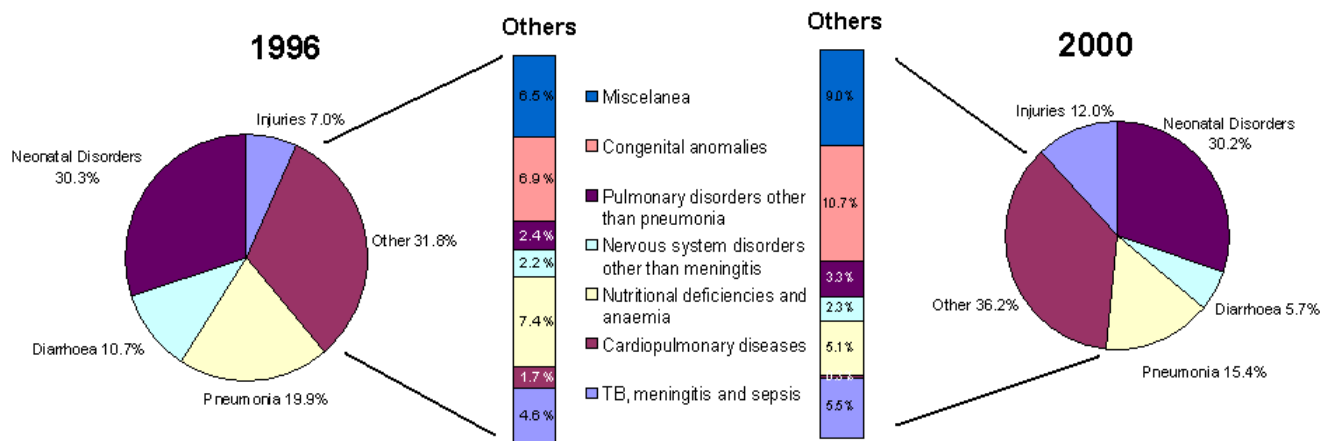 1996
Injuries 7.0%
Neonatal Disorders
30.3%
Other 31.8%
Diarrhoea 10.7%
Pneumonia 19.9%
Others
6.5%
6.9%
2.4%
2.2%
7.4%
1.7%
4.6%
Miscelanea
Congenital anomalies
Pulmonary disorders other
than pneumonia
Nervous system disorders
other than meningitis
Nutritional deficiencies and
anaemia
Cardiopulmonary diseases
TB, meningitis and sepsis
Others
9.0%
10.7%
3.3%
2.3%
5.1%
5.5%
2000
Injuries 12.0%
Neonatal Disorders
30.2%
Other 36.2%
Diarrhoea 5.7%
Pneumonia 15.4%